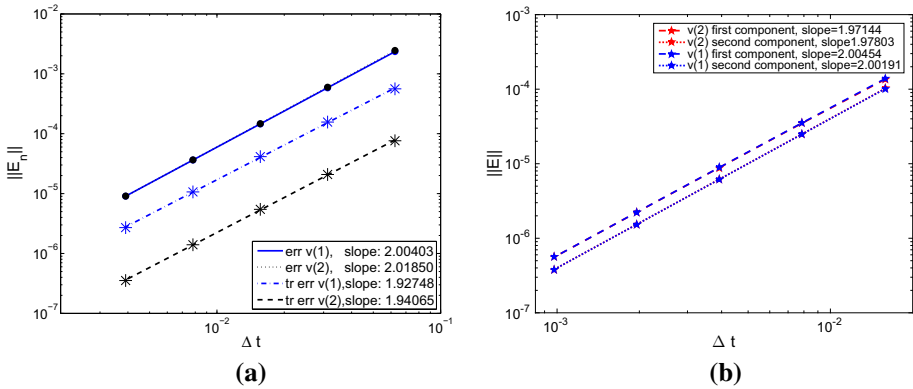 10^-1
10^-2
10^-3
10^-4
10^-5
10^-6
10^-7
||E_n||
err v(1), slope: 2.00403
err v(2), slope: 2.01850
tr err v(1),slope: 1.92748
tr err v(2),slope: 1.94065
10^-2 10^-1
Δ t
(a)
v(2) first component, slope=1.97144
v(2) second component, slope1.97803
v(1) first component, slope=2.00454
v(1) second component, slope=2.00191
10^-3
10^-4
10^-5
10^-6
10^-7
||E||
10^-3 10^-2
Δ t
(b)